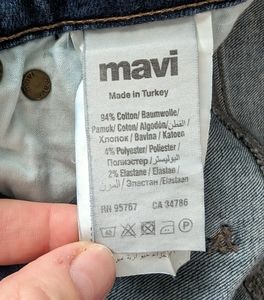 mavi
Made in Turkey
94% Cotton/Baumwolle/
Pamuk/Coton/Algodón/القطن/
Хлопок/Bavlna/Katoen
4% Polyester/Poliester/
Полиэстер/البوليستر/
2% Elastane/Elastan/
Эластан/Elastaan
RN 95767 CA 34786